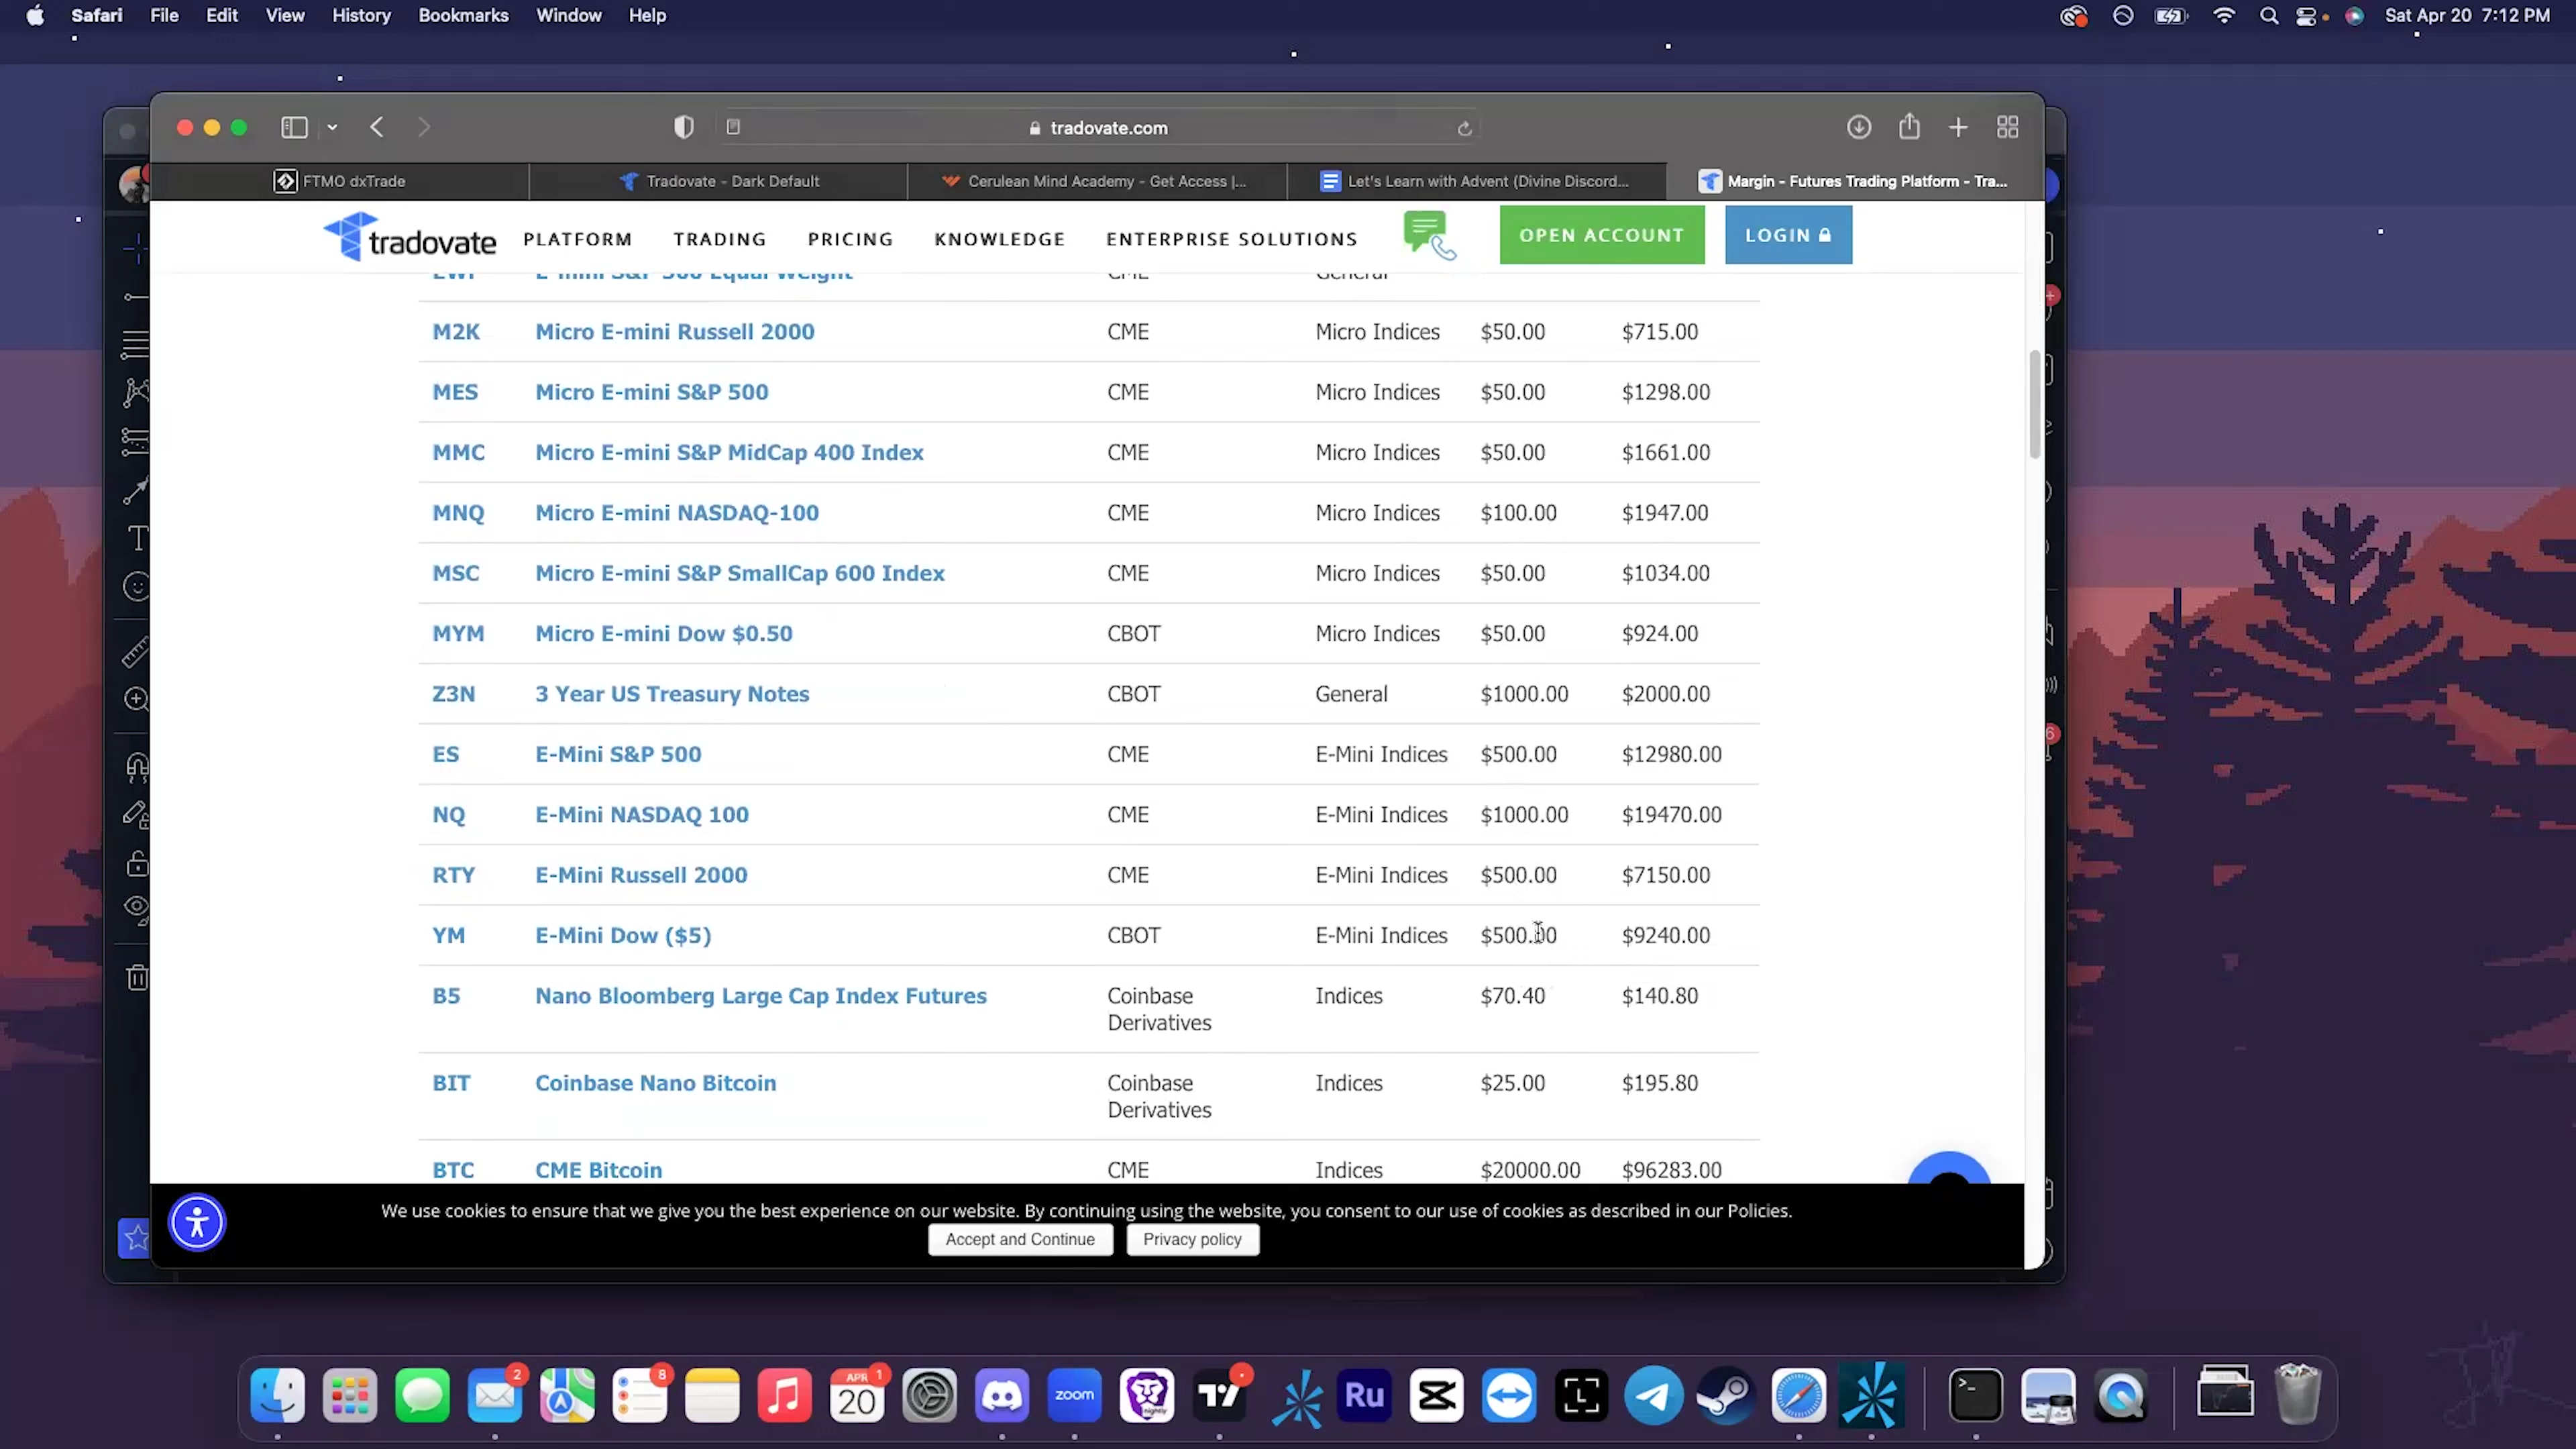 Safari File Edit View History Bookmarks Window Help Sat Apr 20 7:12 PM
tradovate.com
FTMO dxTrade Tradovate - Dark Default Cerulean Mind Academy - Get Access |... Let's Learn with Advent (Divine Discord... Margin - Futures Trading Platform - Tra...
tradovate PLATFORM TRADING PRICING KNOWLEDGE ENTERPRISE SOLUTIONS OPEN ACCOUNT LOGIN
E-mini S&P 500 Equal Weight CME General
M2K Micro E-mini Russell 2000 CME Micro Indices $50.00 $715.00
MES Micro E-mini S&P 500 CME Micro Indices $50.00 $1298.00
MMC Micro E-mini S&P MidCap 400 Index CME Micro Indices $50.00 $1661.00
MNQ Micro E-mini NASDAQ-100 CME Micro Indices $100.00 $1947.00
MSC Micro E-mini S&P SmallCap 600 Index CME Micro Indices $50.00 $1034.00
MYM Micro E-mini Dow $0.50 CBOT Micro Indices $50.00 $924.00
Z3N 3 Year US Treasury Notes CBOT General $1000.00 $2000.00
ES E-Mini S&P 500 CME E-Mini Indices $500.00 $12980.00
NQ E-Mini NASDAQ 100 CME E-Mini Indices $1000.00 $19470.00
RTY E-Mini Russell 2000 CME E-Mini Indices $500.00 $7150.00
YM E-Mini Dow ($5) CBOT E-Mini Indices $500.00 $9240.00
B5 Nano Bloomberg Large Cap Index Futures Coinbase Indices $70.40 $140.80
Derivatives
BIT Coinbase Nano Bitcoin Coinbase Indices $25.00 $195.80
Derivatives
BTC CME Bitcoin CME Indices $20000.00 $96283.00
We use cookies to ensure that we give you the best experience on our website. By continuing using the website, you consent to our use of cookies as described in our Policies.
Accept and Continue Privacy policy
2 8 APR 20 1 zoom Ru